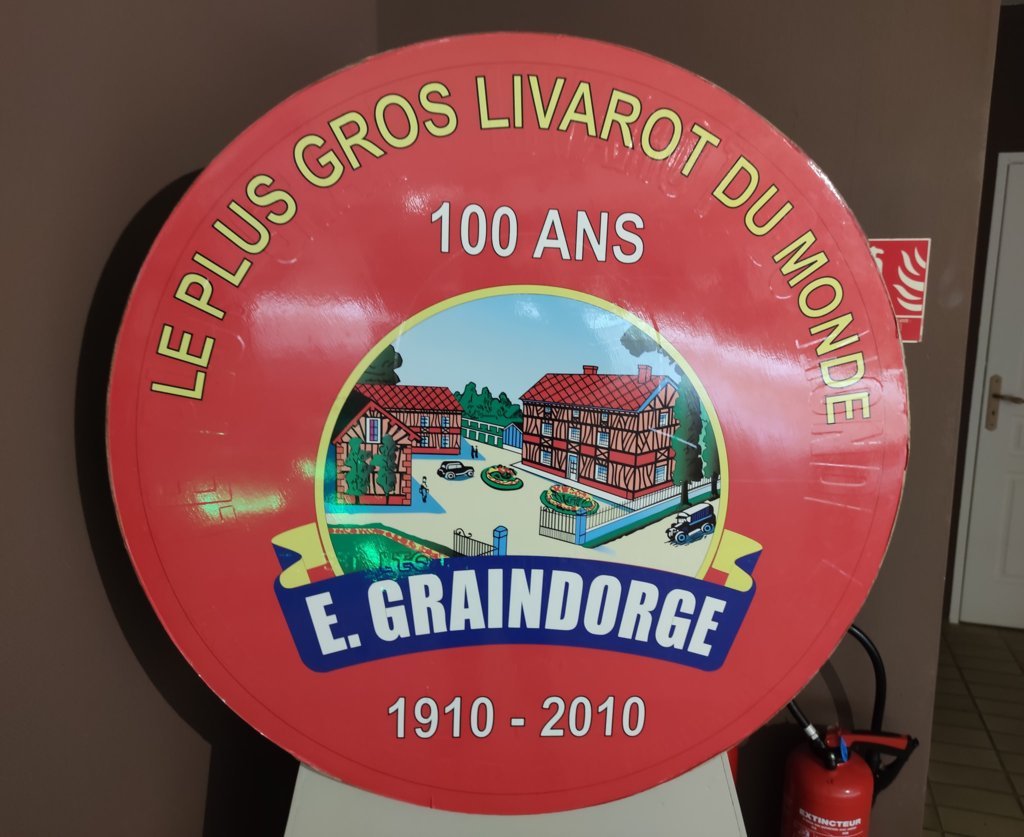 LE PLUS GROS LIVAROT DU MONDE
100 ANS
E. GRAINDORGE
1910 - 2010
EXTINCTEUR